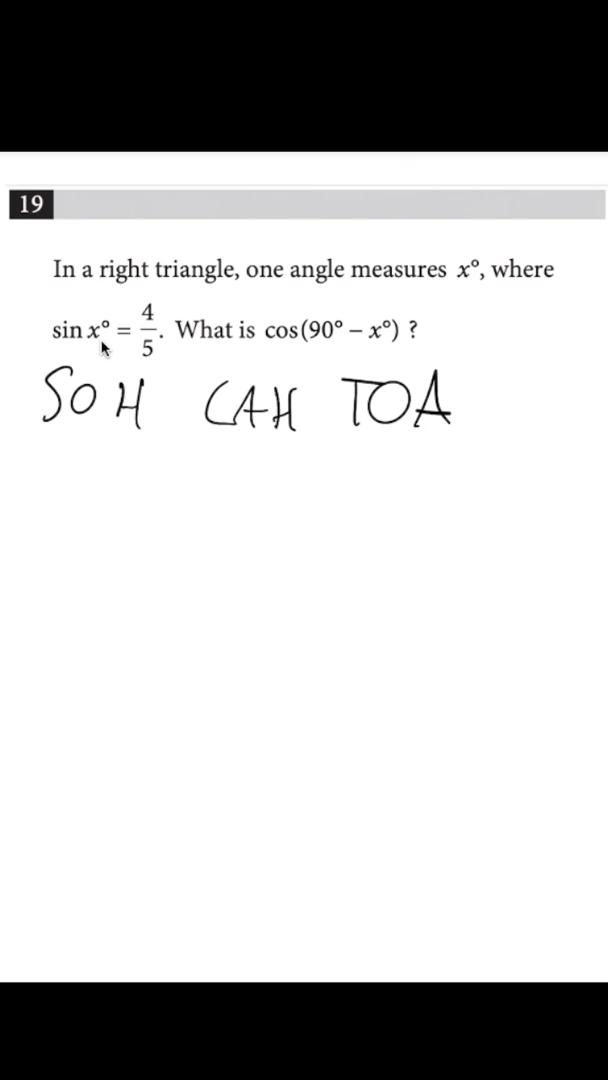 19
In a right triangle, one angle measures x°, where
sin x° = 4/5. What is cos(90° – x°) ?
SOH CAH TOA